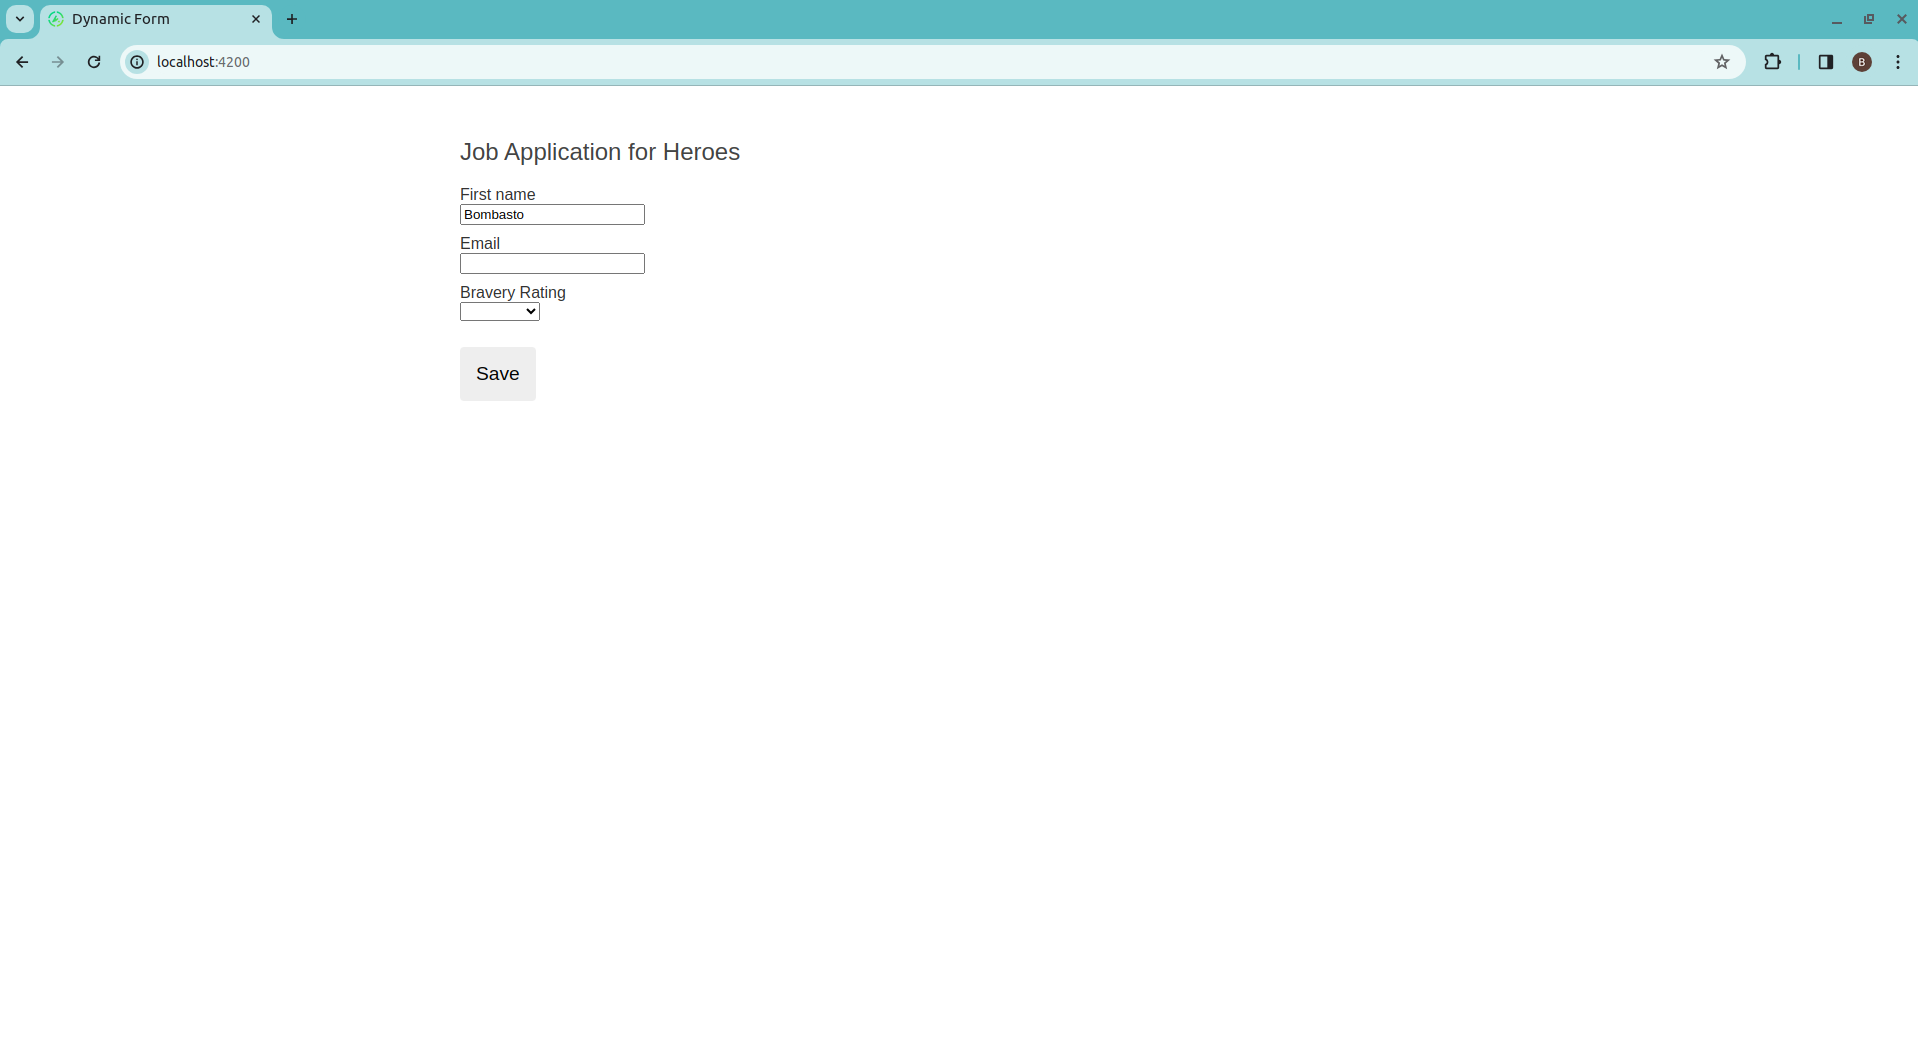 Dynamic Form
localhost:4200
B
Job Application for Heroes
First name
Bombasto
Email
Bravery Rating
Save